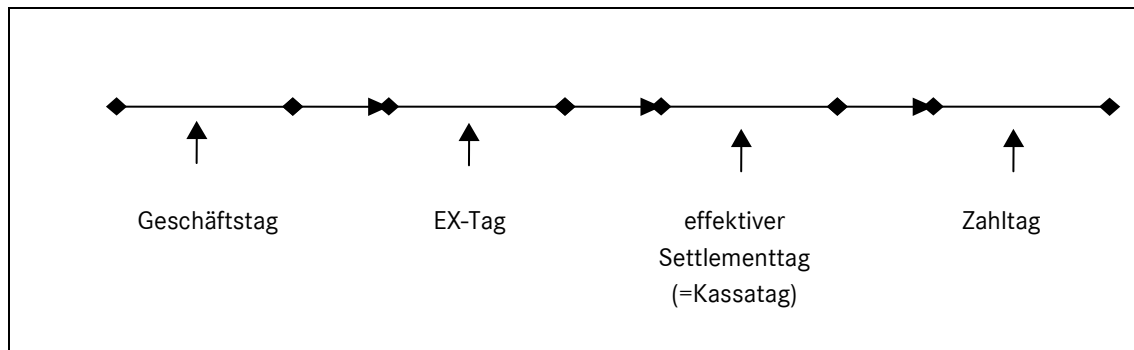 Geschäftstag
EX-Tag
effektiver
Settlementtag
(=Kassatag)
Zahltag